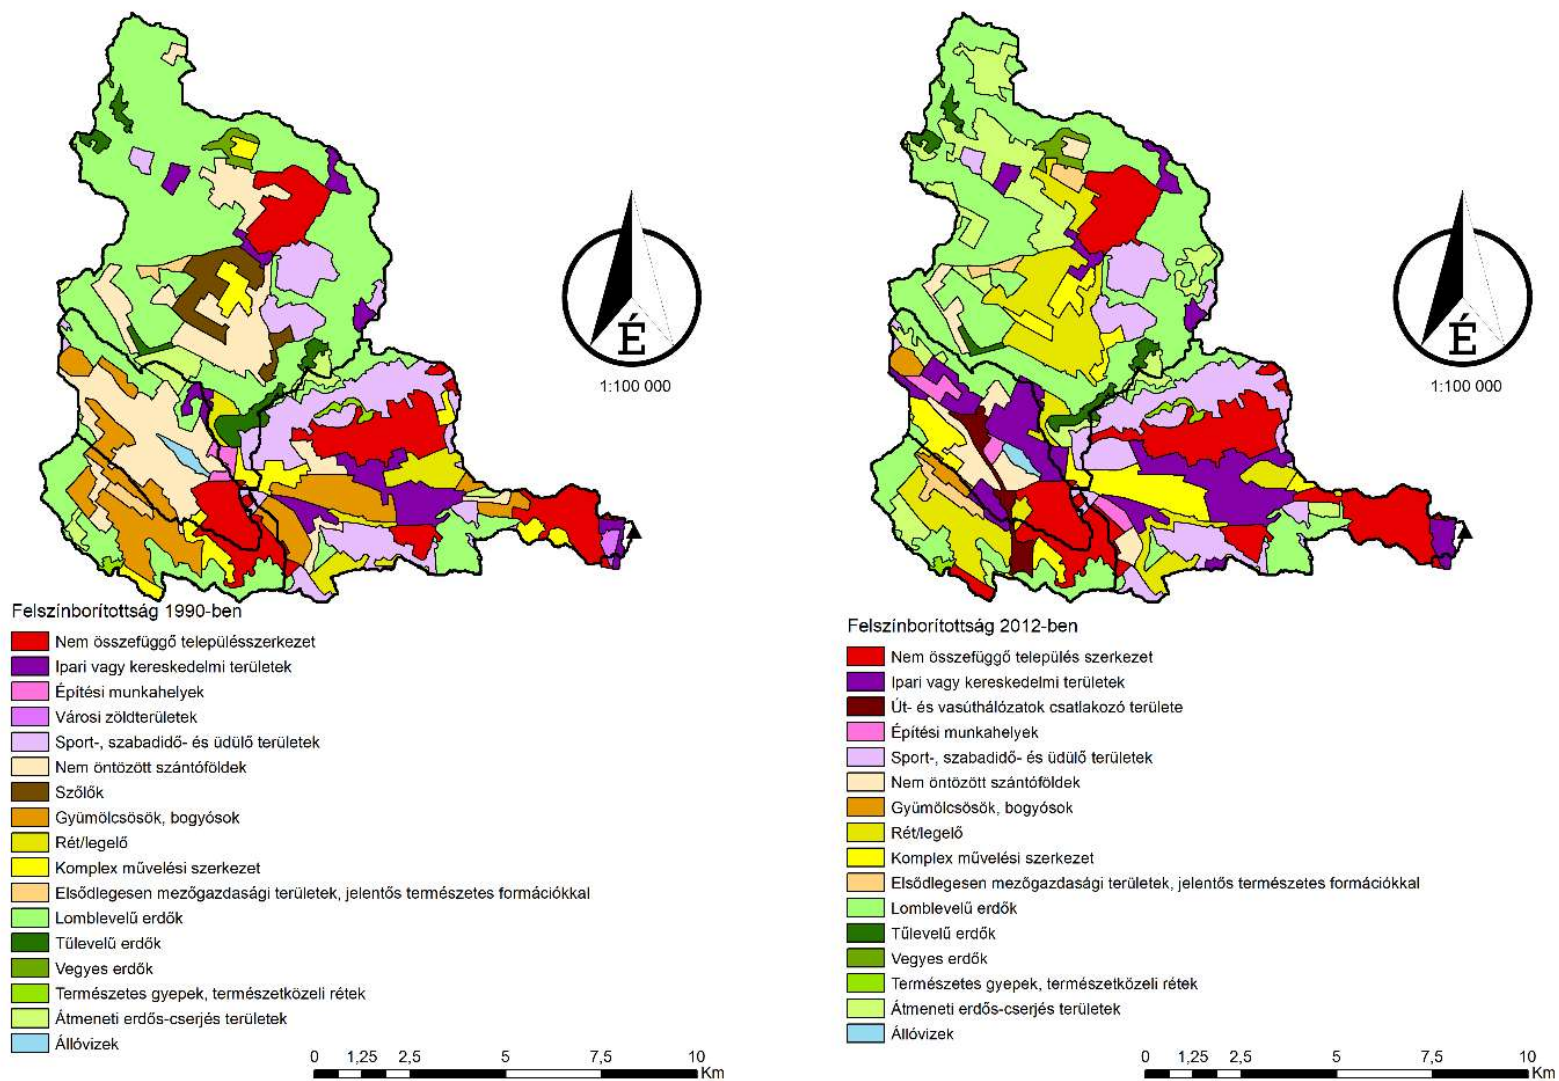 É
1:100 000
Felszínborítottság 1990-ben
Nem összefüggő településszerkezet
Ipari vagy kereskedelmi területek
Építési munkahelyek
Városi zöldterületek
Sport-, szabadidő- és üdülő területek
Nem öntözött szántóföldek
Szőlők
Gyümölcsösök, bogyósok
Rét/legelő
Komplex művelési szerkezet
Elsődlegesen mezőgazdasági területek, jelentős természetes formációkkal
Lomblevelű erdők
Tűlevelű erdők
Vegyes erdők
Természetes gyepek, természetközeli rétek
Átmeneti erdős-cserjés területek
Állóvizek
0 1,25 2,5 5 7,5 10
Km
É
1:100 000
Felszínborítottság 2012-ben
Nem összefüggő település szerkezet
Ipari vagy kereskedelmi területek
Út- és vasúthálózatok csatlakozó területe
Építési munkahelyek
Sport-, szabadidő- és üdülő területek
Nem öntözött szántóföldek
Gyümölcsösök, bogyósok
Rét/legelő
Komplex művelési szerkezet
Elsődlegesen mezőgazdasági területek, jelentős természetes formációkkal
Lomblevelű erdők
Tűlevelű erdők
Vegyes erdők
Természetes gyepek, természetközeli rétek
Átmeneti erdős-cserjés területek
Állóvizek
0 1,25 2,5 5 7,5 10
Km